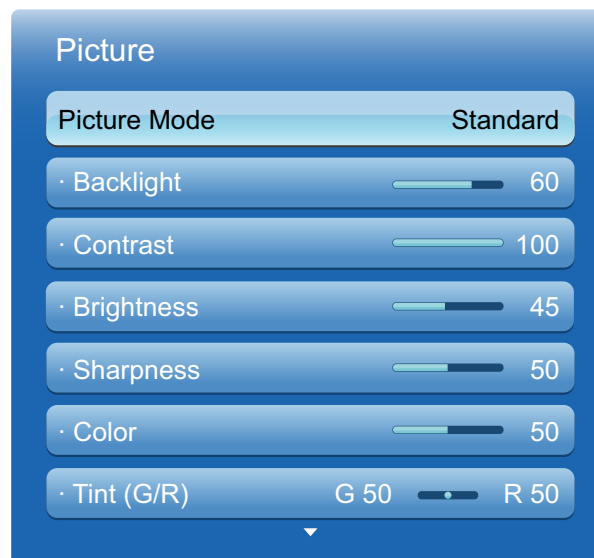 Picture
Picture Mode Standard
· Backlight 60
· Contrast 100
· Brightness 45
· Sharpness 50
· Color 50
· Tint (G/R) G 50 R 50